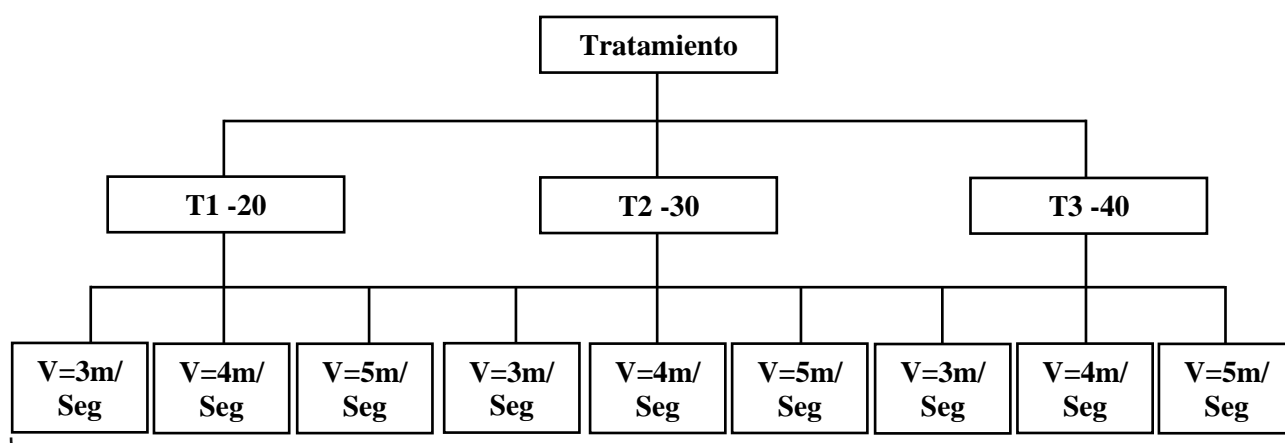 Tratamiento
T1 -20
T2 -30
T3 -40
V=3m/
Seg
V=4m/
Seg
V=5m/
Seg
V=3m/
Seg
V=4m/
Seg
V=5m/
Seg
V=3m/
Seg
V=4m/
Seg
V=5m/
Seg